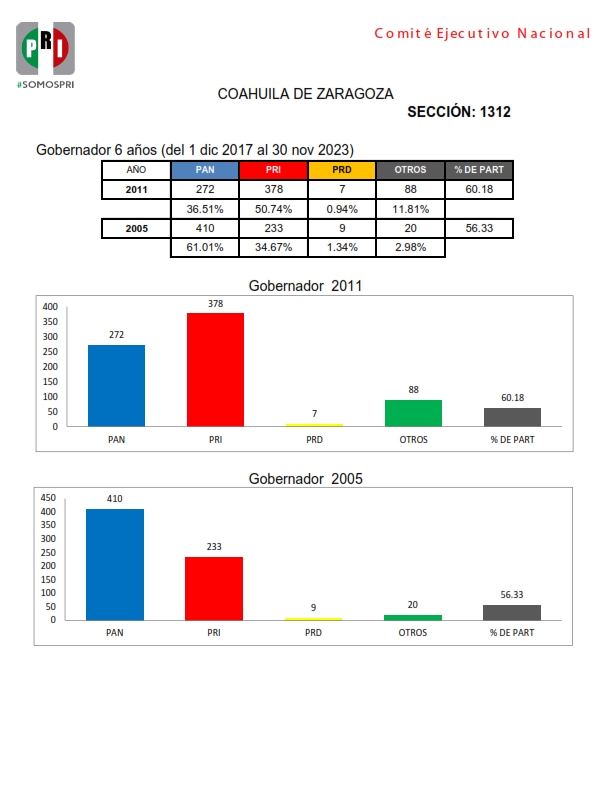 PRI
#SOMOSPRI
Comité Ejecutivo Nacional
COAHUILA DE ZARAGOZA
SECCIÓN: 1312
Gobernador 6 años (del 1 dic 2017 al 30 nov 2023)
AÑO PAN PRI PRD OTROS % DE PART
2011 272 378 7 88 60.18
36.51% 50.74% 0.94% 11.81%
2005 410 233 9 20 56.33
61.01% 34.67% 1.34% 2.98%
Gobernador 2011
400
350
300
250
200
150
100
50
0
272
378
7
88
60.18
PAN PRI PRD OTROS % DE PART
Gobernador 2005
450
400
350
300
250
200
150
100
50
0
410
233
9
20
56.33
PAN PRI PRD OTROS % DE PART